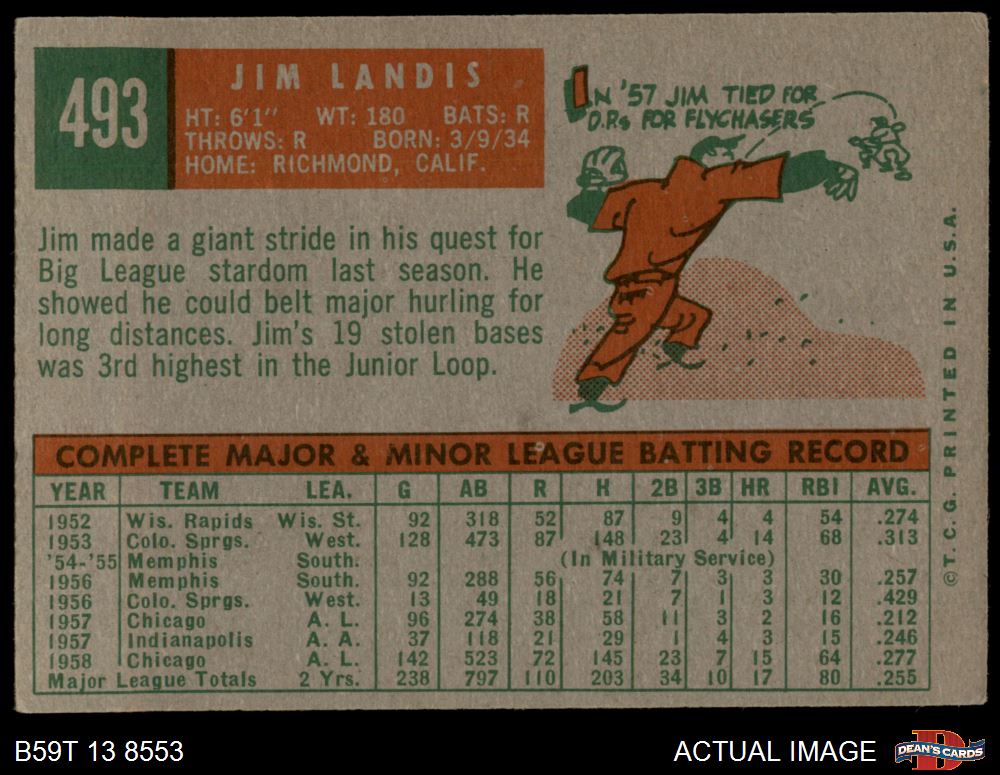 493
JIM LANDIS
HT: 6'1" WT: 180 BATS: R
THROWS: R BORN: 3/9/34
HOME: RICHMOND, CALIF.
IN '57 JIM TIED FOR
D.P.s FOR FLYCHASERS
Jim made a giant stride in his quest for
Big League stardom last season. He
showed he could belt major hurling for
long distances. Jim's 19 stolen bases
was 3rd highest in the Junior Loop.
COMPLETE MAJOR & MINOR LEAGUE BATTING RECORD
YEAR TEAM LEA. G AB R H 2B 3B HR RBI AVG.
1952 Wis. Rapids Wis. St. 92 318 52 87 9 4 4 54 .274
1953 Colo. Sprgs. West. 128 473 87 148 23 4 14 68 .313
'54-'55 Memphis South. (In Military Service)
1956 Memphis South. 92 288 56 74 7 3 3 30 .257
1956 Colo. Sprgs. West. 13 49 18 21 7 1 3 12 .429
1957 Chicago A. L. 96 274 38 58 11 3 2 16 .212
1957 Indianapolis A. A. 37 118 21 29 1 4 3 15 .246
1958 Chicago A. L. 142 523 72 145 23 7 15 64 .277
Major League Totals 2 Yrs. 238 797 110 203 34 10 17 80 .255
©T.C.G. PRINTED IN U.S.A.
B59T 13 8553
ACTUAL IMAGE
DEAN'S CARDS